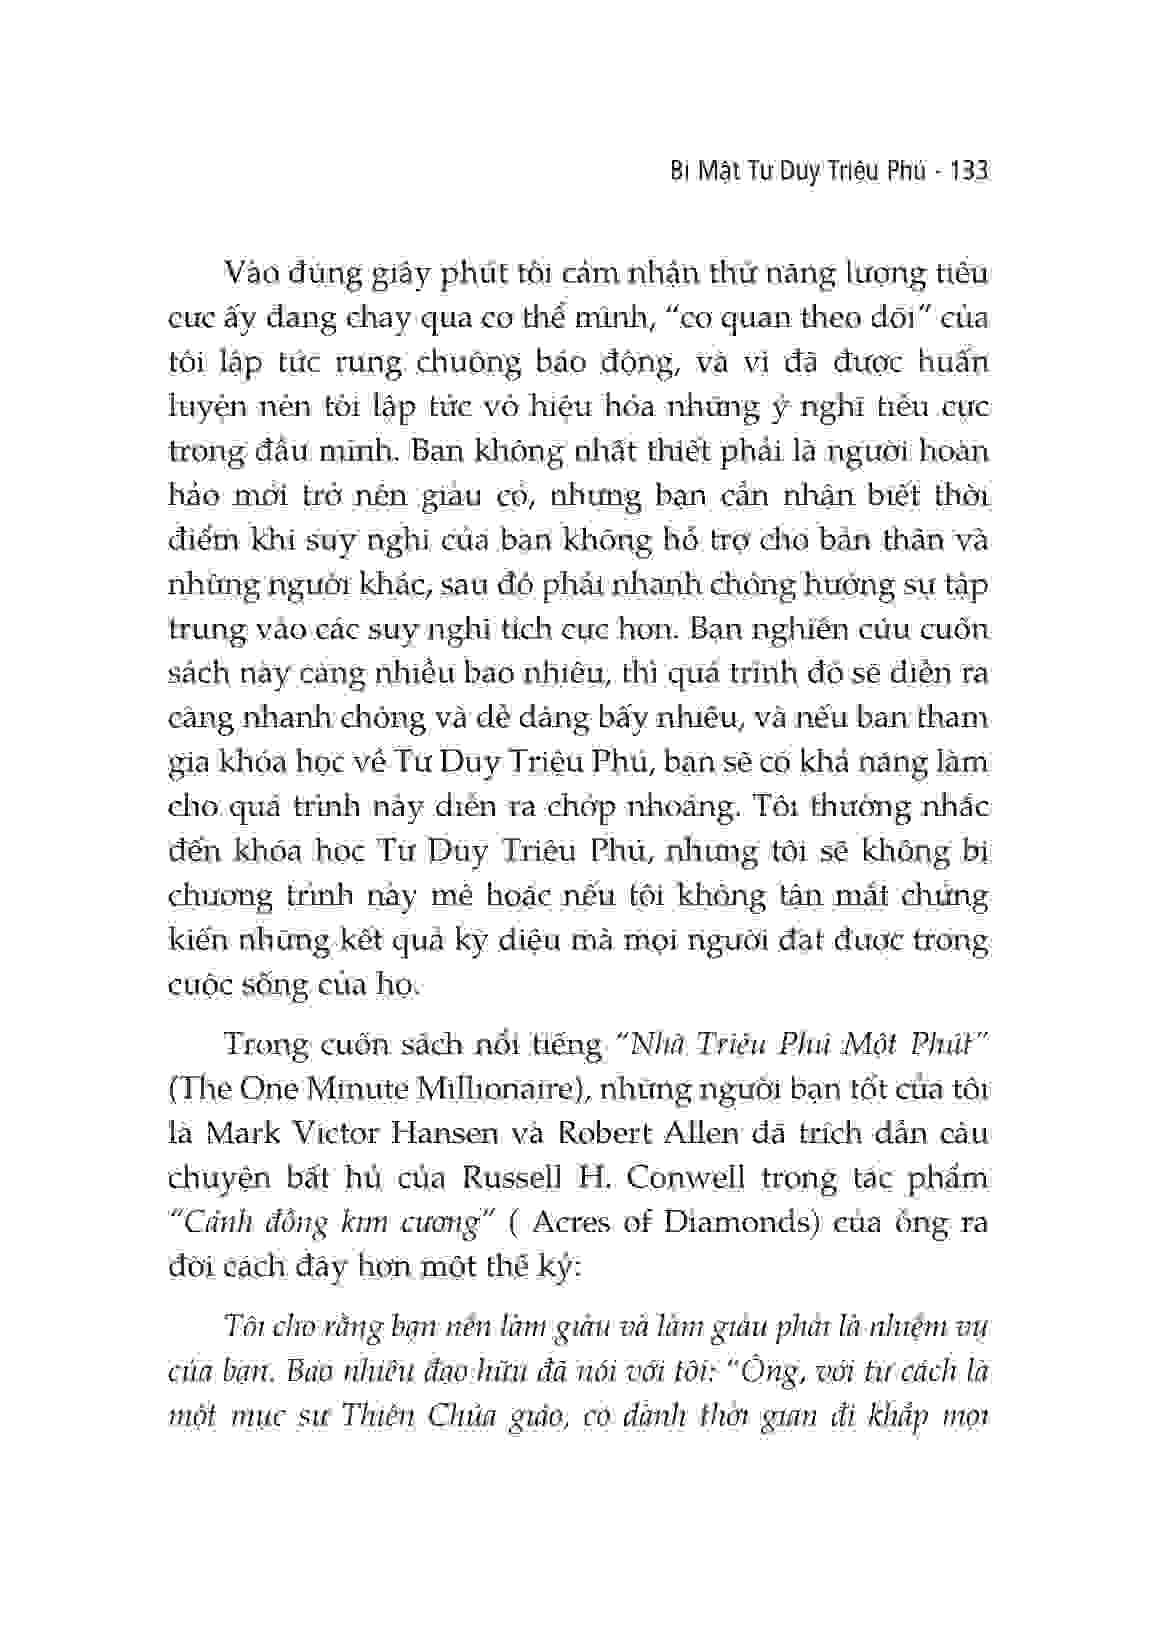 Bí Mật Tư Duy Triệu Phú - 133
Vào đúng giây phút tôi cảm nhận thứ năng lượng tiêu
cực ấy đang chạy qua cơ thể mình, “cơ quan theo dõi” của
tôi lập tức rung chuông báo động, và vì đã được huấn
luyện nên tôi lập tức vô hiệu hóa những ý nghĩ tiêu cực
trong đầu mình. Bạn không nhất thiết phải là người hoàn
hảo mới trở nên giàu có, nhưng bạn cần nhận biết thời
điểm khi suy nghĩ của bạn không hỗ trợ cho bản thân và
những người khác, sau đó phải nhanh chóng hướng sự tập
trung vào các suy nghĩ tích cực hơn. Bạn nghiên cứu cuốn
sách này càng nhiều bao nhiêu, thì quá trình đó sẽ diễn ra
càng nhanh chóng và dễ dàng bấy nhiêu, và nếu bạn tham
gia khóa học về Tư Duy Triệu Phú, bạn sẽ có khả năng làm
cho quá trình này diễn ra chớp nhoáng. Tôi thường nhắc
đến khóa học Tư Duy Triệu Phú, nhưng tôi sẽ không bị
chương trình này mê hoặc nếu tôi không tận mắt chứng
kiến những kết quả kỳ diệu mà mọi người đạt được trong
cuộc sống của họ.
Trong cuốn sách nổi tiếng “Nhà Triệu Phú Một Phút”
(The One Minute Millionaire), những người bạn tốt của tôi
là Mark Victor Hansen và Robert Allen đã trích dẫn câu
chuyện bất hủ của Russell H. Conwell trong tác phẩm
“Cánh đồng kim cương” ( Acres of Diamonds) của ông ra
đời cách đây hơn một thế kỷ:
Tôi cho rằng bạn nên làm giàu và làm giàu phải là nhiệm vụ
của bạn. Bao nhiêu đạo hữu đã nói với tôi: “Ông, với tư cách là
một mục sư Thiên Chúa giáo, có dành thời gian đi khắp mọi